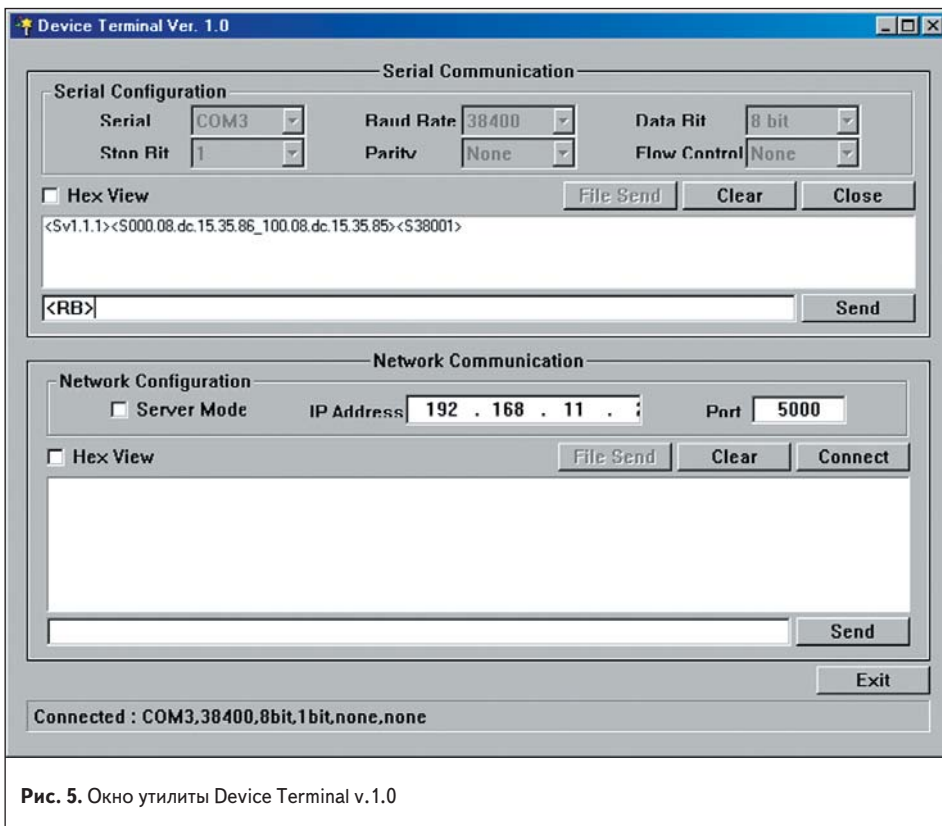 Device Terminal Ver. 1.0
Serial Communication
Serial Configuration
Serial COM3 Baud Rate 38400 Data Bit 8 bit
Stop Bit 1 Parity None Flow Control None
Hex View File Send Clear Close
<Sv1.1.1><S000.08.dc.15.35.86_100.08.dc.15.35.85><S38001>
<RB> Send
Network Communication
Network Configuration
Server Mode IP Address 192 . 168 . 11 . Port 5000
Hex View File Send Clear Connect
Send
Exit
Connected : COM3,38400,8bit,1bit,none,none
Рис. 5. Окно утилиты Device Terminal v.1.0